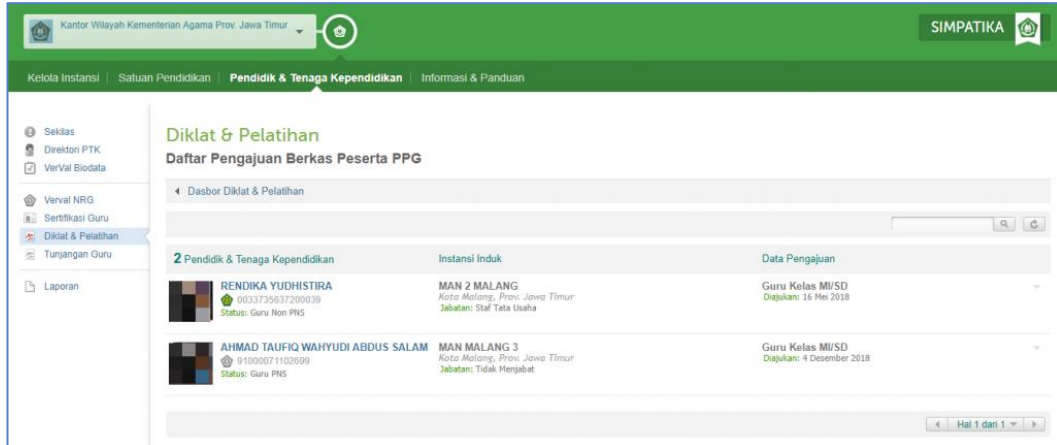 Kantor Wilayah Kementerian Agama Prov. Jawa Timur
SIMPATIKA
Kelola Instansi | Satuan Pendidikan | Pendidik & Tenaga Kependidikan | Informasi & Panduan
Sekilas
Direktori PTK
VerVal Biodata
Verval NRG
Sertifikasi Guru
Diklat & Pelatihan
Tunjangan Guru
Laporan
Diklat & Pelatihan
Daftar Pengajuan Berkas Peserta PPG
Dasbor Diklat & Pelatihan
2 Pendidik & Tenaga Kependidikan Instansi Induk Data Pengajuan
RENDIKA YUDHISTIRA
0033735637200039
Status: Guru Non PNS
MAN 2 MALANG
Kota Malang, Prov. Jawa Timur
Jabatan: Staf Tata Usaha
Guru Kelas MI/SD
Diajukan: 16 Mei 2018
AHMAD TAUFIQ WAHYUDI ABDUS SALAM
91000071102699
Status: Guru PNS
MAN MALANG 3
Kota Malang, Prov. Jawa Timur
Jabatan: Tidak Menjabat
Guru Kelas MI/SD
Diajukan: 4 Desember 2018
Hal 1 dari 1